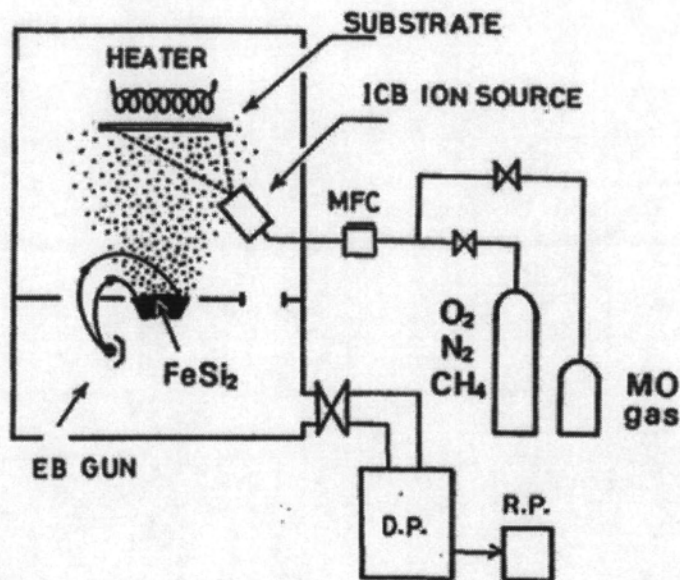 SUBSTRATE
HEATER
ICB ION SOURCE
MFC
O₂
N₂
CH₄
MO
gas
FeSi₂
EB GUN
D.P.
R.P.